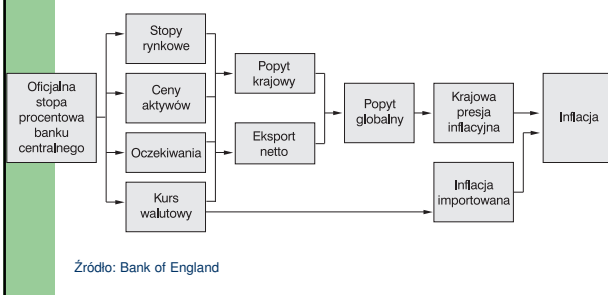 Oficjalna
stopa
procentowa
banku
centralnego
Stopy
rynkowe
Ceny
aktywów
Oczekiwania
Kurs
walutowy
Popyt
krajowy
Eksport
netto
Popyt
globalny
Krajowa
presja
inflacyjna
Inflacja
importowana
Inflacja
Źródło: Bank of England